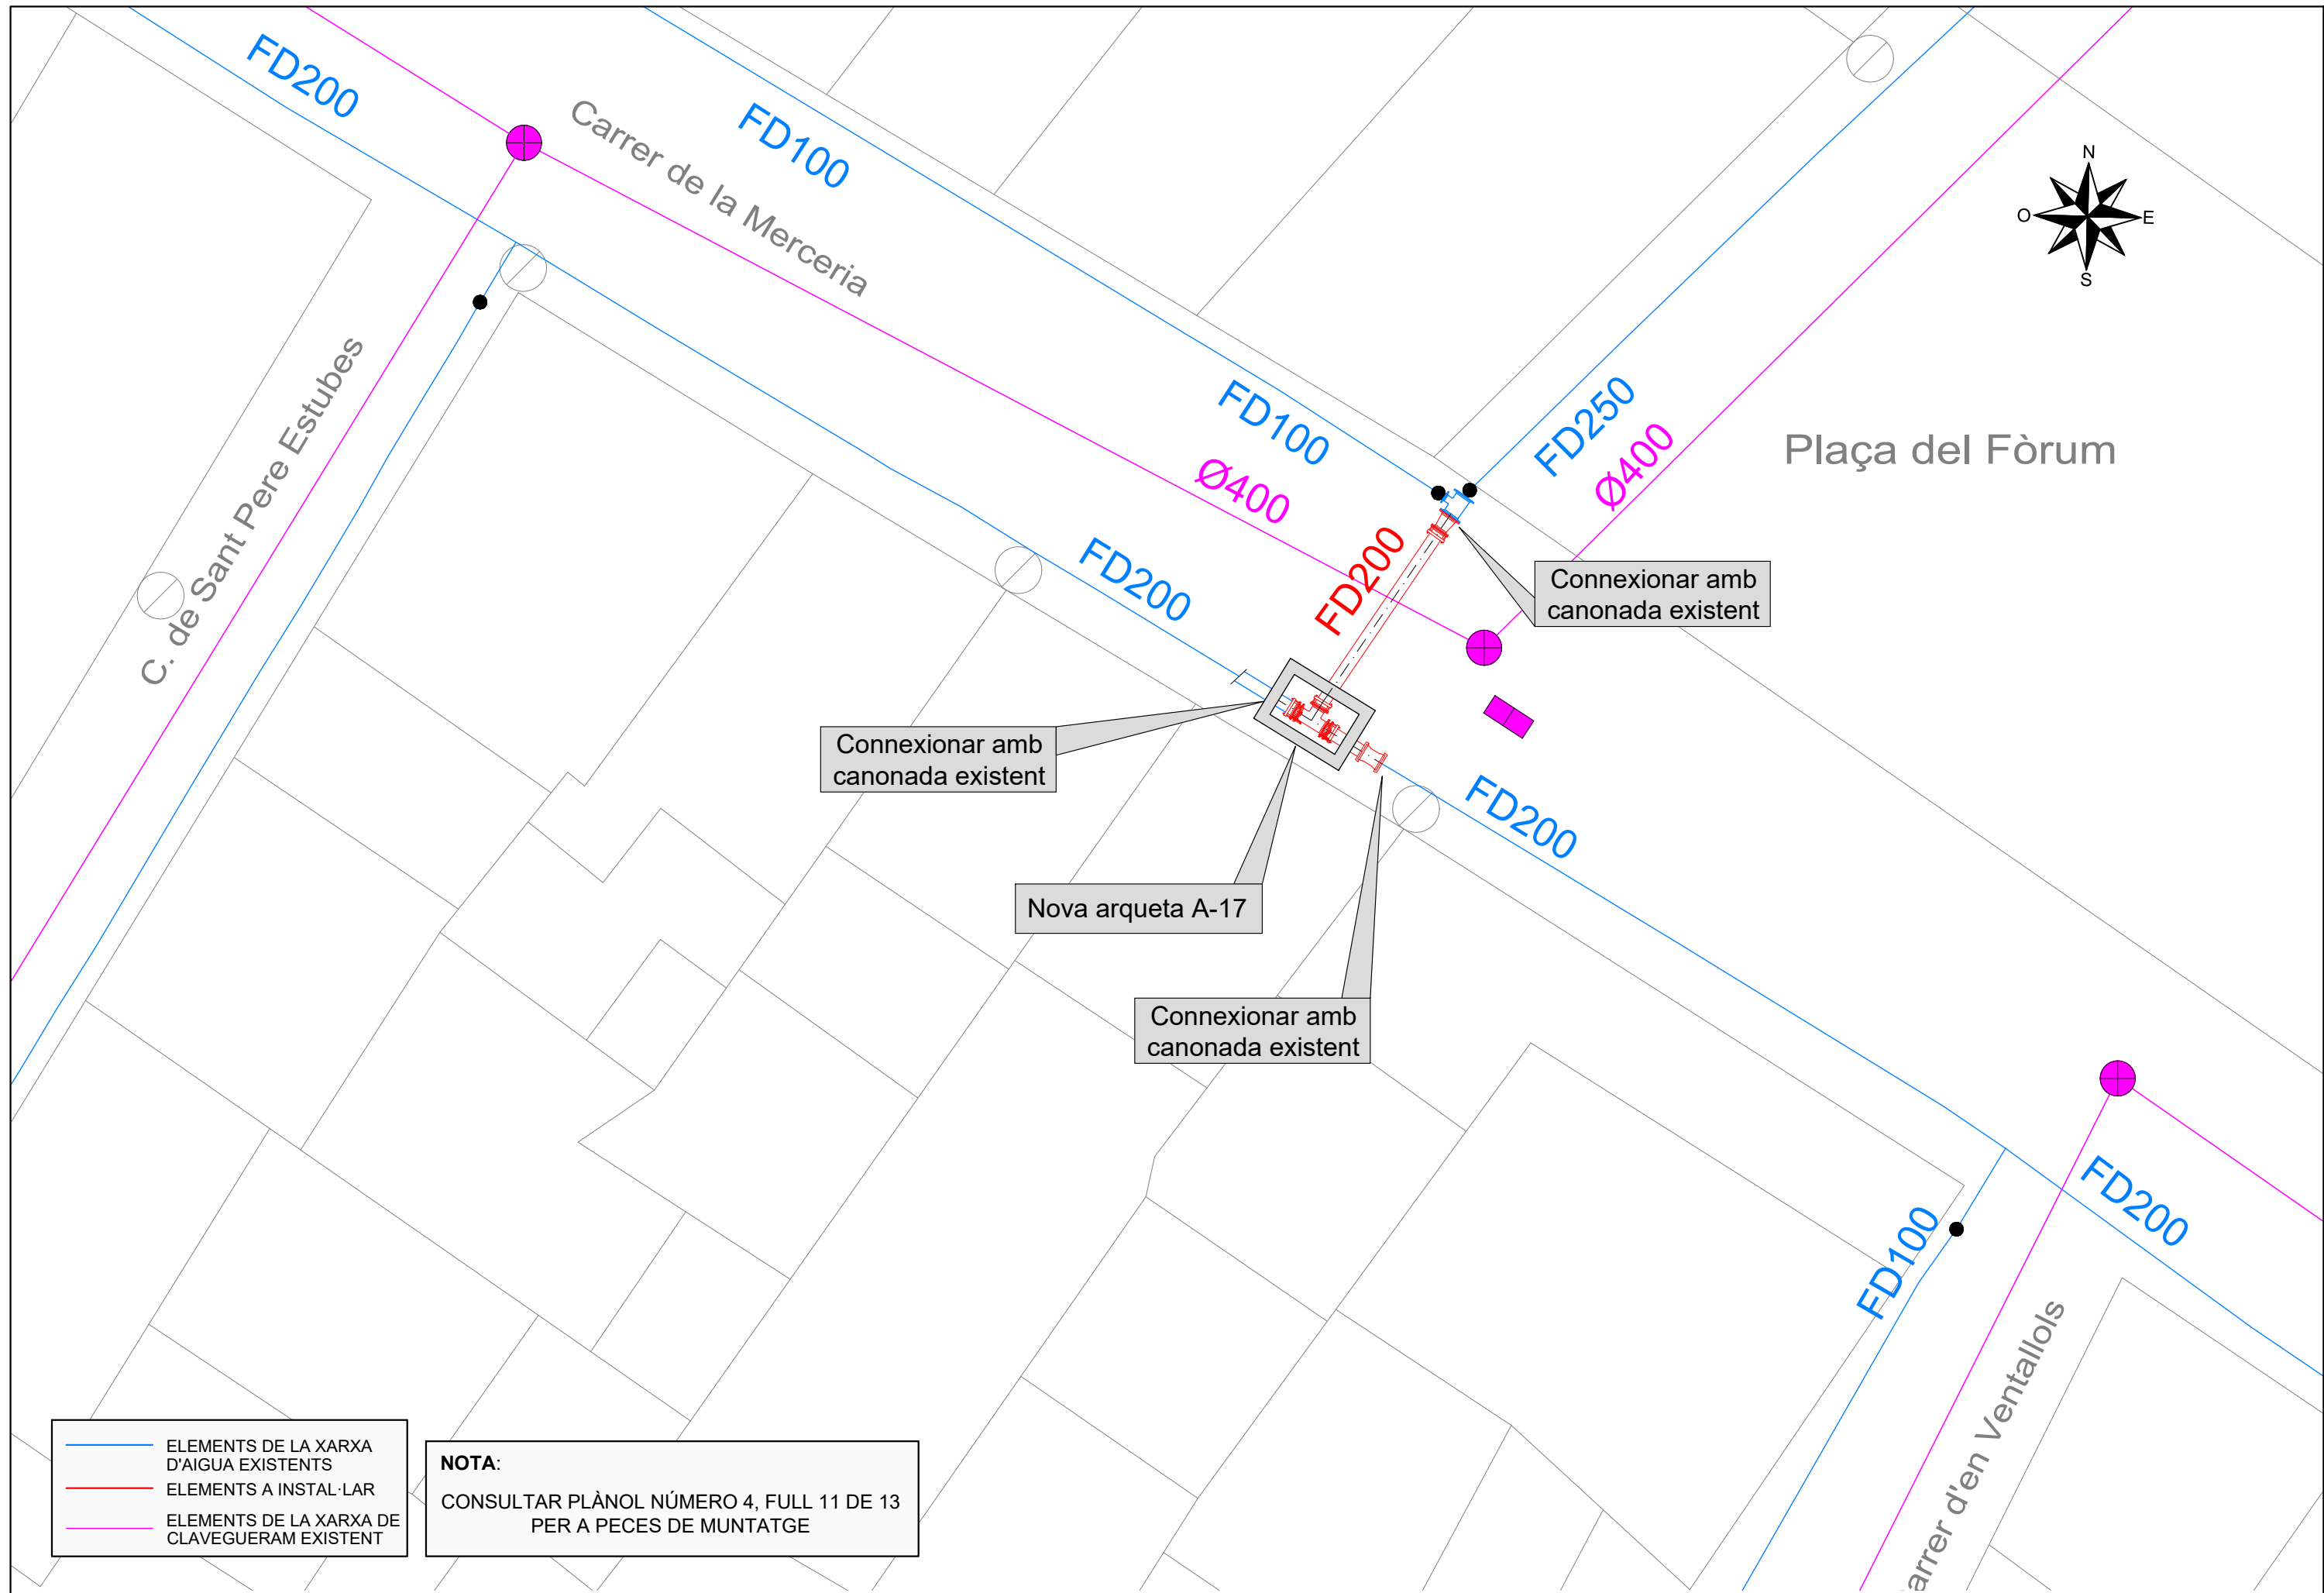 FD200
Carrer de la Merceria
FD100
N
O
E
S
C. de Sant Pere Estubes
FD100
FD250
Ø400
Ø400
Plaça del Fòrum
FD200
FD200
Connexionar amb
canonada existent
Connexionar amb
canonada existent
FD200
Nova arqueta A-17
Connexionar amb
canonada existent
FD200
FD100
arrer d'en Ventallols
ELEMENTS DE LA XARXA
D'AIGUA EXISTENTS
ELEMENTS A INSTAL·LAR
ELEMENTS DE LA XARXA DE
CLAVEGUERAM EXISTENT
NOTA:
CONSULTAR PLÀNOL NÚMERO 4, FULL 11 DE 13
PER A PECES DE MUNTATGE